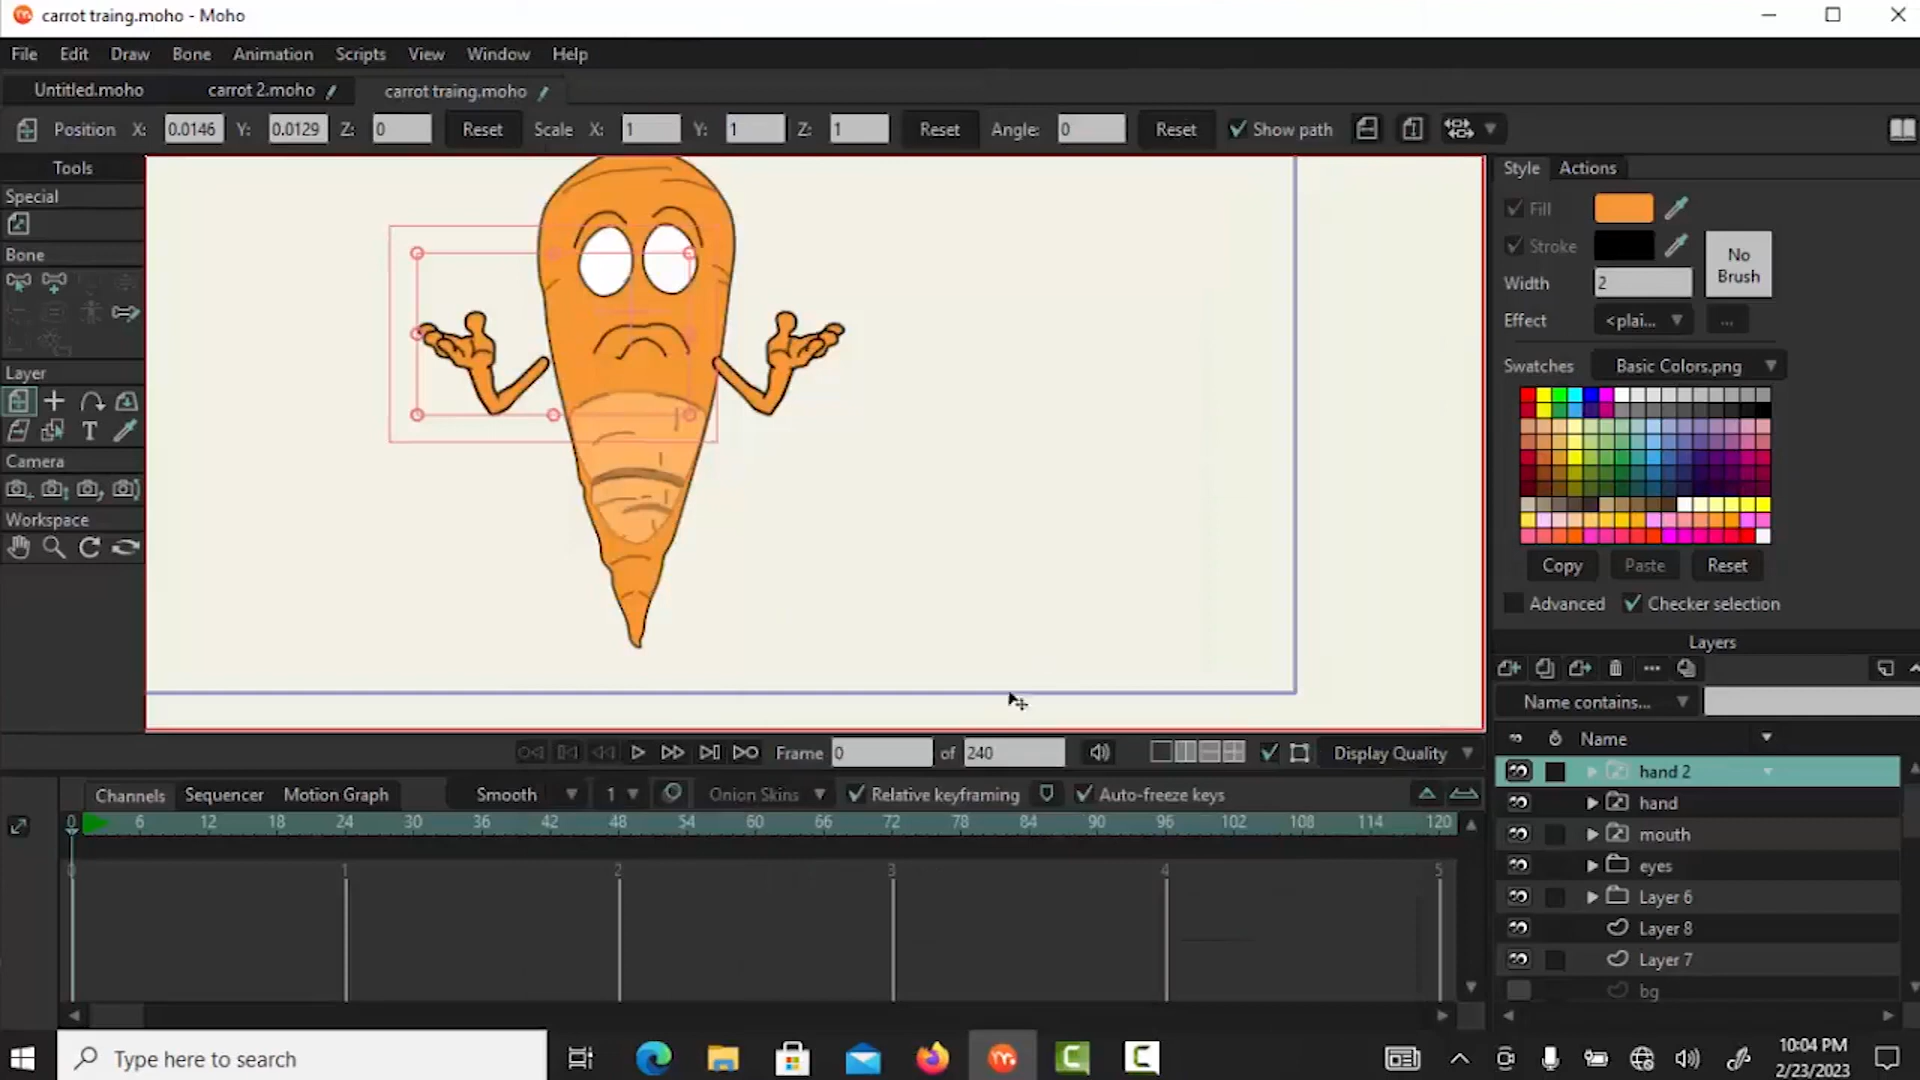 carrot traing.moho - Moho
File Edit Draw Bone Animation Scripts View Window Help
Untitled.moho carrot 2.moho carrot traing.moho
Position X: 0.0146 Y: 0.0129 Z: 0 Reset Scale X: 1 Y: 1 Z: 1 Reset Angle: 0 Reset Show path
Tools
Special
Bone
Layer
T
Camera
Workspace
Style Actions
Fill
Stroke
No Brush
Width 2
Effect <plai... ...
Swatches Basic Colors.png
Copy Paste Reset
Advanced Checker selection
Layers
Name contains...
Name
hand 2
hand
mouth
eyes
Layer 6
Layer 8
Layer 7
bg
Frame 0 of 240 Display Quality
Channels Sequencer Motion Graph Smooth 1 Onion Skins Relative keyframing Auto-freeze keys
0 6 12 18 24 30 36 42 48 54 60 66 72 78 84 90 96 102 108 114 120
0 1 2 3 4 5
Type here to search
10:04 PM
2/23/2023